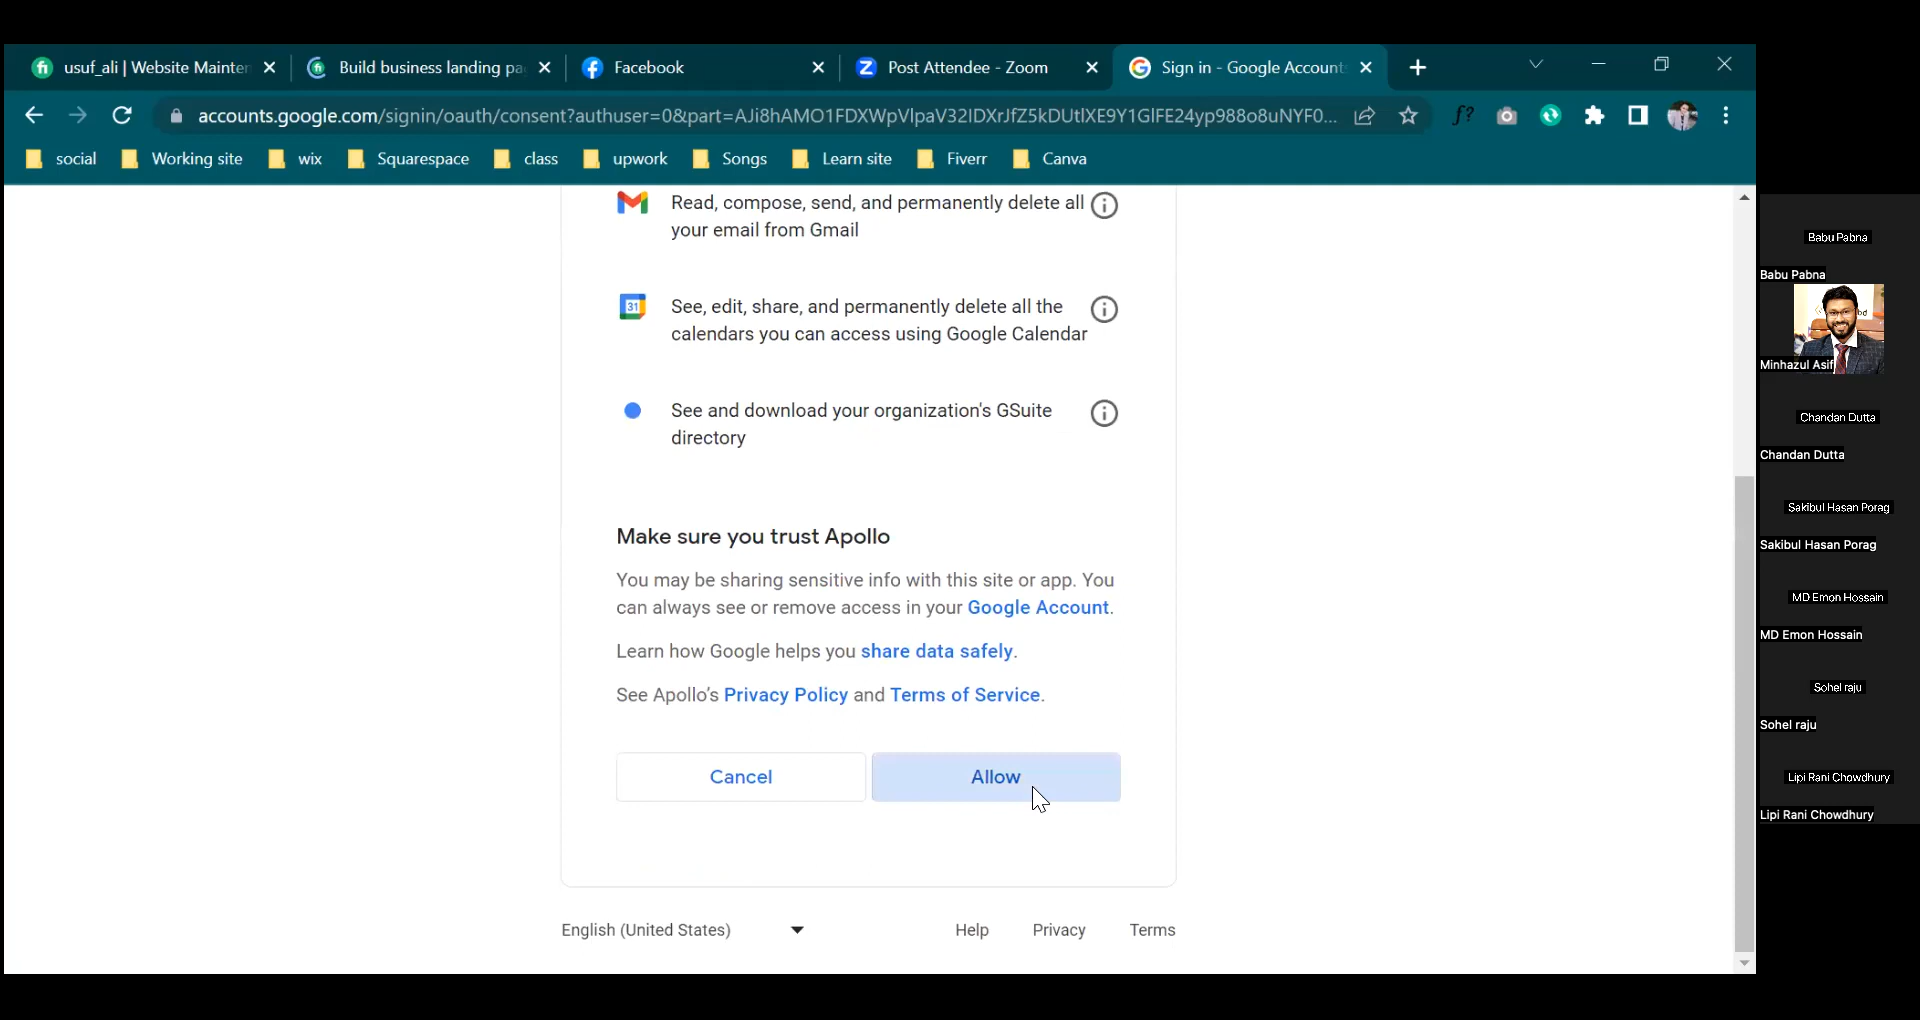 usuf_ali | Website Mainter
Build business landing pa
Facebook
Post Attendee - Zoom
Sign in - Google Account
accounts.google.com/signin/oauth/consent?authuser=0&part=AJi8hAMO1FDXWpVlpaV32IDXrJfZ5kDUtlXE9Y1GlFE24yp988o8uNYF0...
social
Working site
wix
Squarespace
class
upwork
Songs
Learn site
Fiverr
Canva
Read, compose, send, and permanently delete all
your email from Gmail
31
See, edit, share, and permanently delete all the
calendars you can access using Google Calendar
See and download your organization's GSuite
directory
Make sure you trust Apollo
You may be sharing sensitive info with this site or app. You
can always see or remove access in your Google Account.
Learn how Google helps you share data safely.
See Apollo's Privacy Policy and Terms of Service.
Cancel
Allow
English (United States)
Help
Privacy
Terms
Babu Pabna
Babu Pabna
Minhazul Asif
Chandan Dutta
Chandan Dutta
Sakibul Hasan Porag
Sakibul Hasan Porag
MD Emon Hossain
MD Emon Hossain
Sohel raju
Sohel raju
Lipi Rani Chowdhury
Lipi Rani Chowdhury